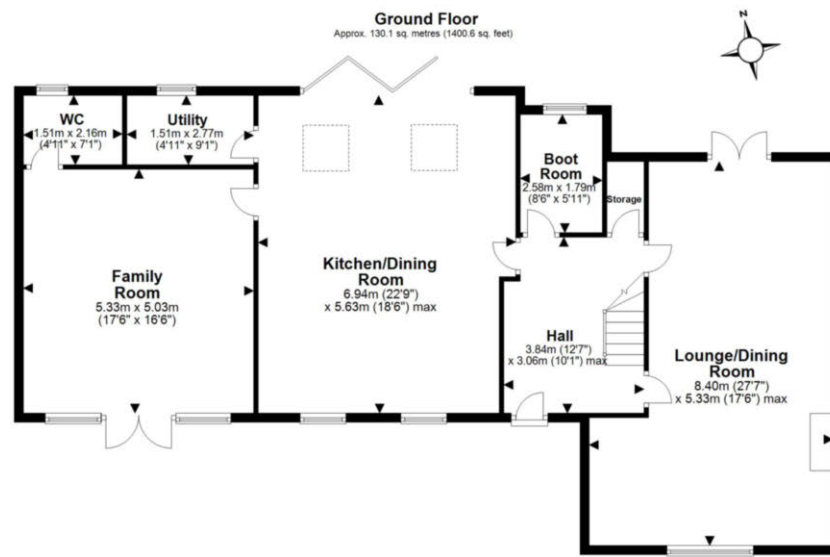 Ground Floor
Approx. 130.1 sq. metres (1400.6 sq. feet)
N
WC
1.51m x 2.16m
(4'11" x 7'1")
Utility
1.51m x 2.77m
(4'11" x 9'1")
Boot
Room
2.58m x 1.79m
(8'6" x 5'11")
Storage
Family
Room
5.33m x 5.03m
(17'6" x 16'6")
Kitchen/Dining
Room
6.94m (22'9")
x 5.63m (18'6") max
Hall
3.84m (12'7")
x 3.06m (10'1") max
Lounge/Dining
Room
8.40m (27'7")
x 5.33m (17'6") max